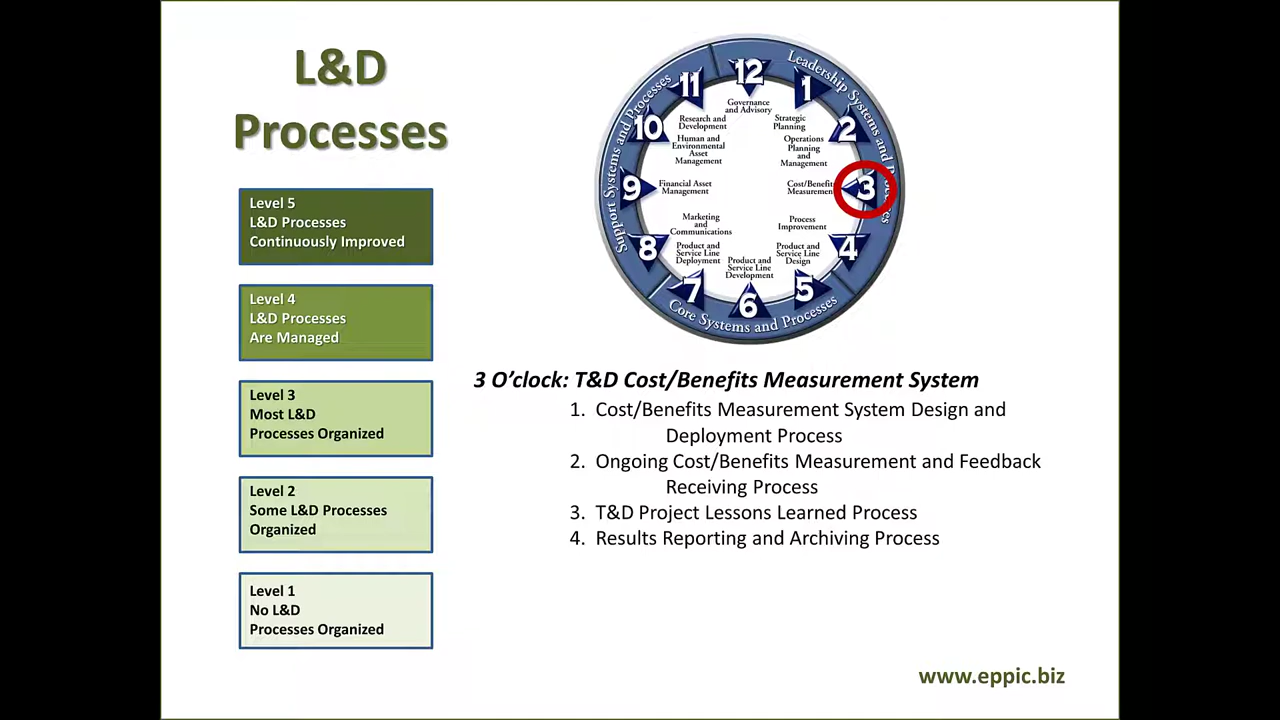 L&D
Processes
Level 5
L&D Processes
Continuously Improved
Level 4
L&D Processes
Are Managed
Level 3
Most L&D
Processes Organized
Level 2
Some L&D Processes
Organized
Level 1
No L&D
Processes Organized
Leadership Systems and
Support Systems and Processes
Core Systems and Processes
12
Governance
and Advisory
1
Strategic
Planning
2
Operations
Planning
and
Management
3
Cost/Benefits
Measurement
4
Process
Improvement
5
Product and
Service Line
Design
6
Product and
Service Line
Development
7
Product and
Service Line
Deployment
8
Marketing
and
Communications
9
Financial Asset
Management
10
Human and
Environmental
Asset
Management
11
Research and
Development
3 O’clock: T&D Cost/Benefits Measurement System
1. Cost/Benefits Measurement System Design and
Deployment Process
2. Ongoing Cost/Benefits Measurement and Feedback
Receiving Process
3. T&D Project Lessons Learned Process
4. Results Reporting and Archiving Process
www.eppic.biz